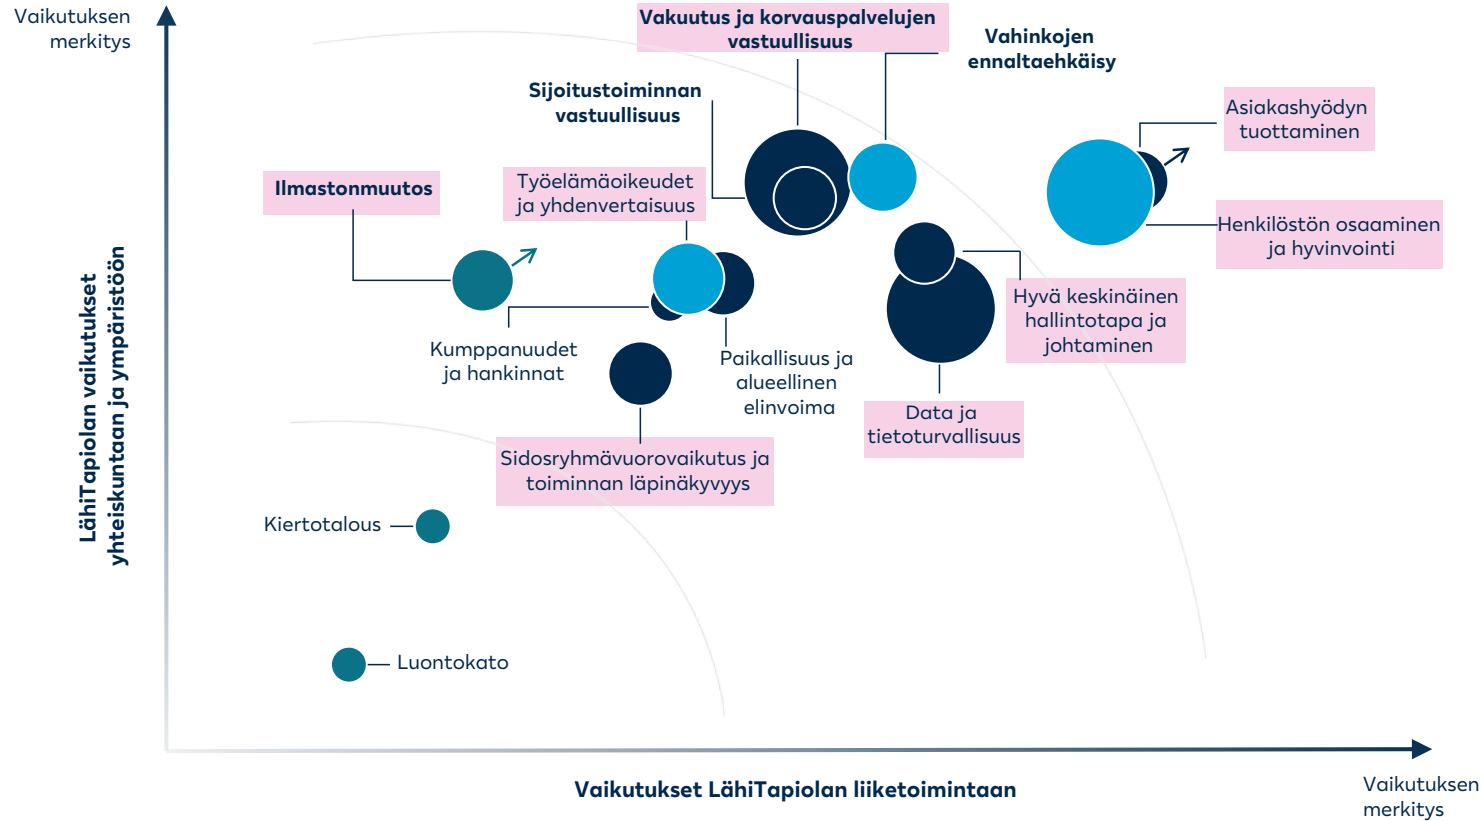 Vaikutuksen
merkitys
Vakuutus ja korvauspalvelujen
vastuullisuus
Vahinkojen
ennaltaehkäisy
Sijoitustoiminnan
vastuullisuus
Asiakashyödyn
tuottaminen
Ilmastonmuutos
Työelämäoikeudet
ja yhdenvertaisuus
Henkilöstön osaaminen
ja hyvinvointi
Hyvä keskinäinen
hallintotapa ja
johtaminen
Kumppanuudet
ja hankinnat
Paikallisuus ja
alueellinen
elinvoima
Data ja
tietoturvallisuus
Sidosryhmävuorovaikutus ja
toiminnan läpinäkyvyys
LähiTapiolan vaikutukset
yhteiskuntaan ja ympäristöön
Kiertotalous
Luontokato
Vaikutukset LähiTapiolan liiketoimintaan
Vaikutuksen
merkitys